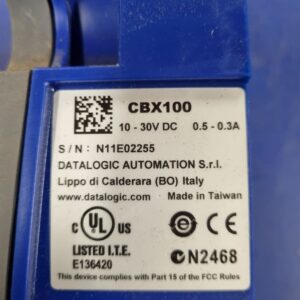 CBX100
10 - 30V DC 0.5 - 0.3A
S/N: N11E02255
DATALOGIC AUTOMATION S.r.l.
Lippo di Calderara (BO) Italy
www.datalogic.com Made in Taiwan
c UL US
LISTED I.T.E.
E136420
N2468
This device complies with Part 15 of the FCC Rules